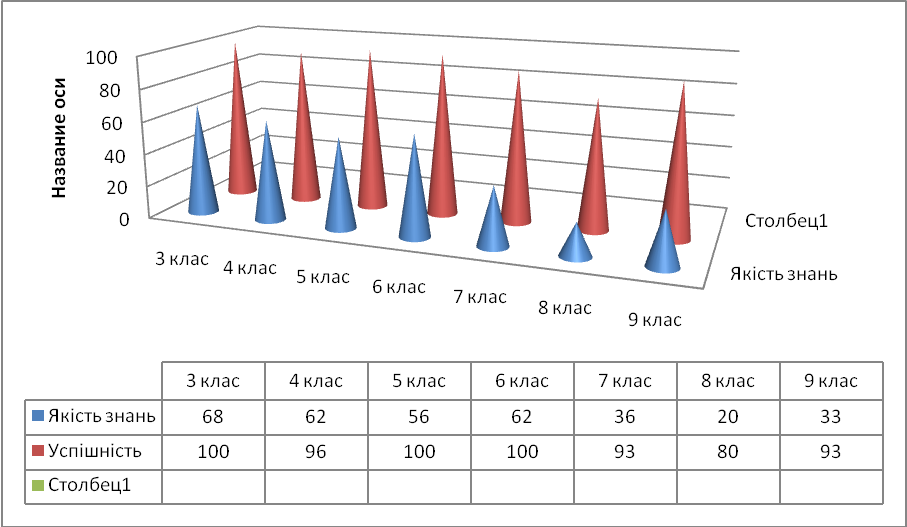 Название оси
100
80
60
40
20
0
3 клас
4 клас
5 клас
6 клас
7 клас
8 клас
9 клас
Столбец1
Якість знань
3 клас 4 клас 5 клас 6 клас 7 клас 8 клас 9 клас
Якість знань 68 62 56 62 36 20 33
Успішність 100 96 100 100 93 80 93
Столбец1